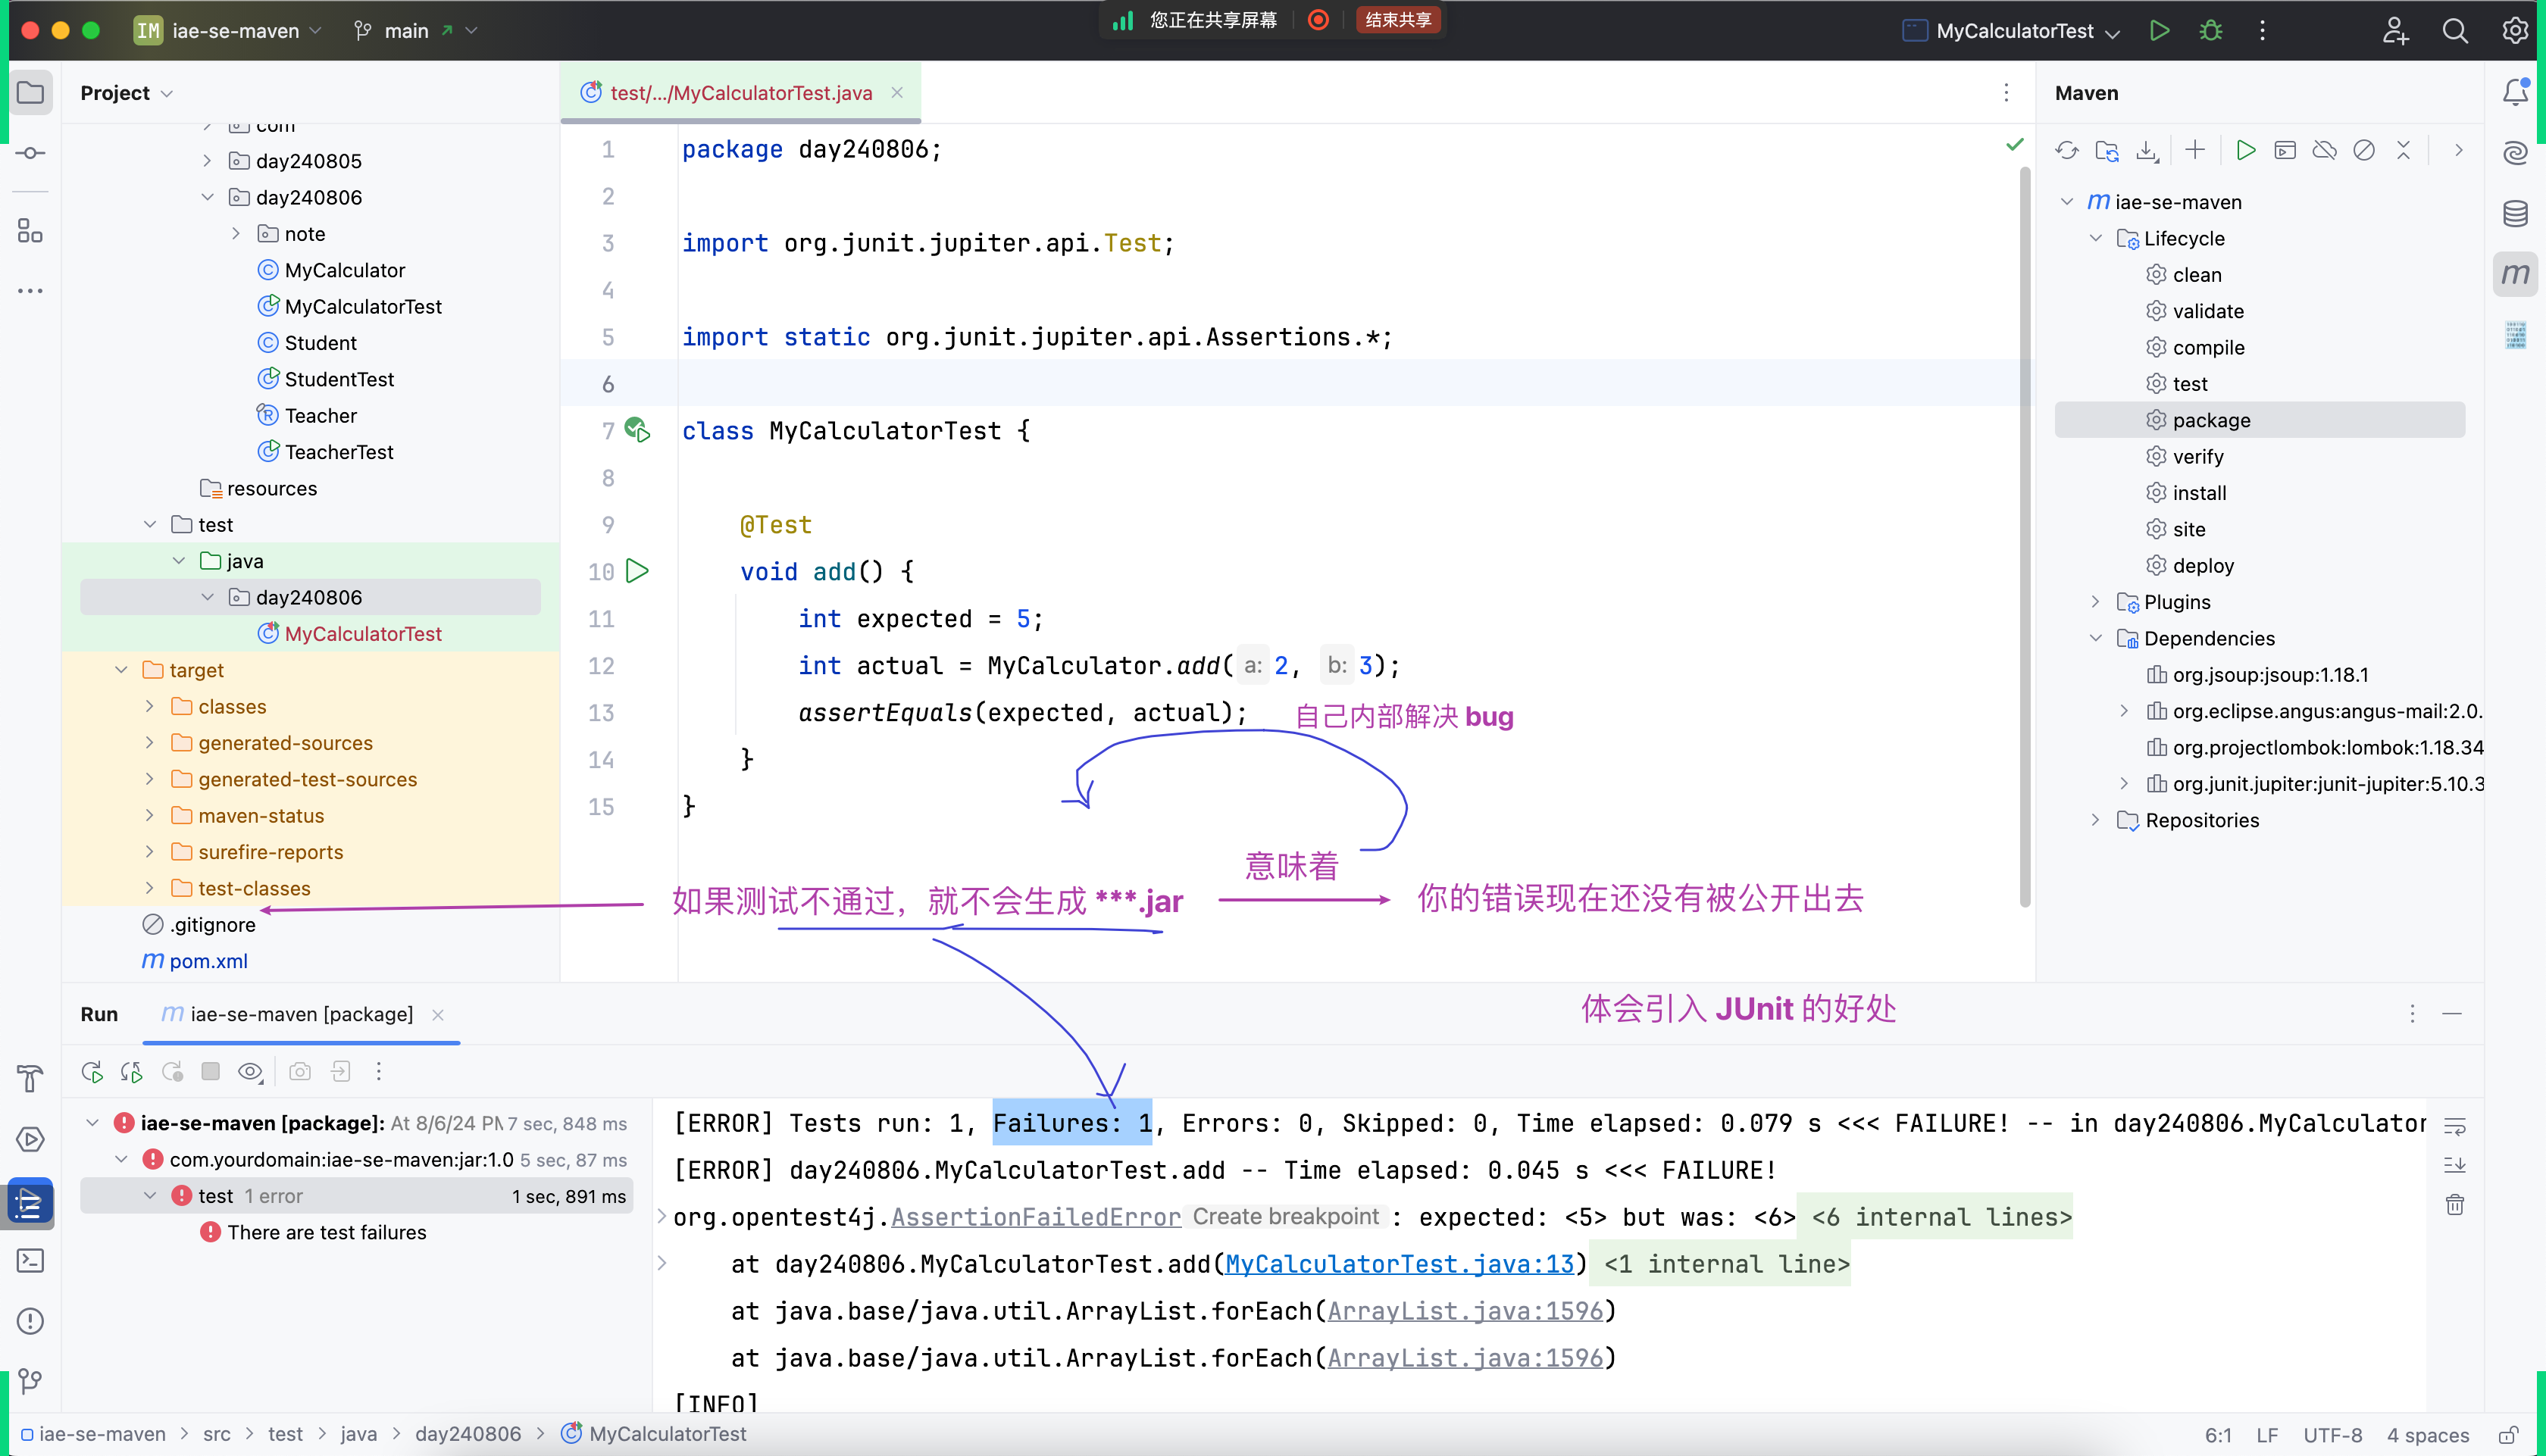 IM iae-se-maven main
您正在共享屏幕 结束共享
MyCalculatorTest
Project
com
day240805
day240806
note
MyCalculator
MyCalculatorTest
Student
StudentTest
Teacher
TeacherTest
resources
test
java
day240806
MyCalculatorTest
target
classes
generated-sources
generated-test-sources
maven-status
surefire-reports
test-classes
.gitignore
pom.xml
test/.../MyCalculatorTest.java
1 package day240806;
2
3 import org.junit.jupiter.api.Test;
4
5 import static org.junit.jupiter.api.Assertions.*;
6
7 class MyCalculatorTest {
8
9 @Test
10 void add() {
11 int expected = 5;
12 int actual = MyCalculator.add( a: 2, b: 3);
13 assertEquals(expected, actual);
14 }
15 }
自己内部解决 bug
意味着
如果测试不通过，就不会生成 ***.jar
你的错误现在还没有被公开出去
体会引入 JUnit 的好处
Maven
iae-se-maven
Lifecycle
clean
validate
compile
test
package
verify
install
site
deploy
Plugins
Dependencies
org.jsoup:jsoup:1.18.1
org.eclipse.angus:angus-mail:2.0.
org.projectlombok:lombok:1.18.34
org.junit.jupiter:junit-jupiter:5.10.3
Repositories
Run iae-se-maven [package]
iae-se-maven [package]: At 8/6/24 PM 7 sec, 848 ms
com.yourdomain:iae-se-maven:jar:1.0 5 sec, 87 ms
test 1 error 1 sec, 891 ms
There are test failures
[ERROR] Tests run: 1, Failures: 1, Errors: 0, Skipped: 0, Time elapsed: 0.079 s <<< FAILURE! -- in day240806.MyCalculator
[ERROR] day240806.MyCalculatorTest.add -- Time elapsed: 0.045 s <<< FAILURE!
org.opentest4j.AssertionFailedError Create breakpoint : expected: <5> but was: <6> <6 internal lines>
at day240806.MyCalculatorTest.add(MyCalculatorTest.java:13) <1 internal line>
at java.base/java.util.ArrayList.forEach(ArrayList.java:1596)
at java.base/java.util.ArrayList.forEach(ArrayList.java:1596)
[INFO]
iae-se-maven > src > test > java > day240806 > MyCalculatorTest
6:1 LF UTF-8 4 spaces